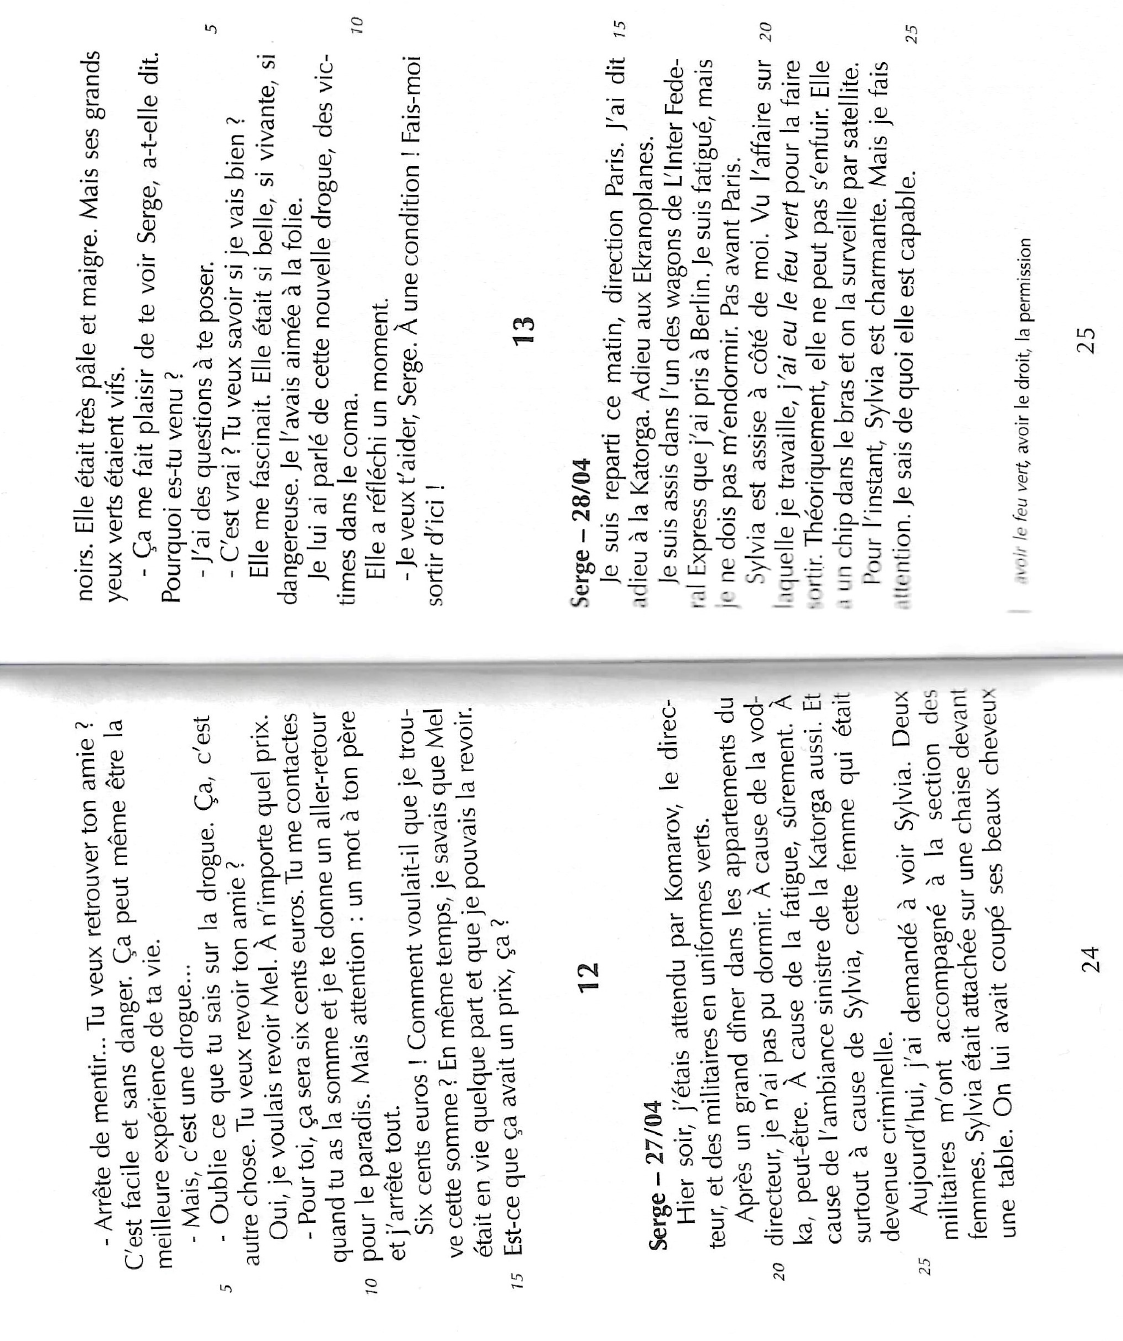 - Arrête de mentir... Tu veux retrouver ton amie ?
C'est facile et sans danger. Ça peut même être la
meilleure expérience de ta vie.
- Mais, c'est une drogue...
5
- Oublie ce que tu sais sur la drogue. Ça, c'est
autre chose. Tu veux revoir ton amie ?
Oui, je voulais revoir Mel. À n'importe quel prix.
- Pour toi, ça sera six cents euros. Tu me contactes
quand tu as la somme et je te donne un aller-retour
10
pour le paradis. Mais attention : un mot à ton père
et j'arrête tout.
Six cents euros ! Comment voulait-il que je trou-
ve cette somme ? En même temps, je savais que Mel
était en vie quelque part et que je pouvais la revoir.
15
Est-ce que ça avait un prix, ça ?
12
Serge – 27/04
Hier soir, j'étais attendu par Komarov, le direc-
teur, et des militaires en uniformes verts.
Après un grand dîner dans les appartements du
20
directeur, je n'ai pas pu dormir. À cause de la vod-
ka, peut-être. À cause de la fatigue, sûrement. À
cause de l'ambiance sinistre de la Katorga aussi. Et
surtout à cause de Sylvia, cette femme qui était
devenue criminelle.
25
Aujourd'hui, j'ai demandé à voir Sylvia. Deux
militaires m'ont accompagné à la section des
femmes. Sylvia était attachée sur une chaise devant
une table. On lui avait coupé ses beaux cheveux
24
noirs. Elle était très pâle et maigre. Mais ses grands
yeux verts étaient vifs.
- Ça me fait plaisir de te voir Serge, a-t-elle dit.
Pourquoi es-tu venu ?
- J'ai des questions à te poser.
5
- C'est vrai ? Tu veux savoir si je vais bien ?
Elle me fascinait. Elle était si belle, si vivante, si
dangereuse. Je l'avais aimée à la folie.
Je lui ai parlé de cette nouvelle drogue, des vic-
times dans le coma.
10
Elle a réfléchi un moment.
- Je veux t'aider, Serge. À une condition ! Fais-moi
sortir d'ici !
13
Serge – 28/04
Je suis reparti ce matin, direction Paris. J'ai dit
15
adieu à la Katorga. Adieu aux Ekranoplanes.
Je suis assis dans l'un des wagons de L'Inter Fede-
ral Express que j'ai pris à Berlin. Je suis fatigué, mais
je ne dois pas m'endormir. Pas avant Paris.
Sylvia est assise à côté de moi. Vu l'affaire sur
20
laquelle je travaille, j'ai eu le feu vert pour la faire
sortir. Théoriquement, elle ne peut pas s'enfuir. Elle
a un chip dans le bras et on la surveille par satellite.
Pour l'instant, Sylvia est charmante. Mais je fais
attention. Je sais de quoi elle est capable.
25
avoir le feu vert, avoir le droit, la permission
25